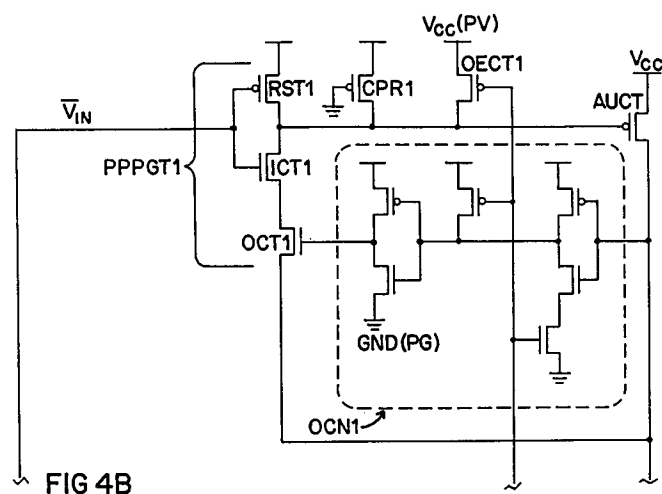 V_CC(PV)
OECT1
V_CC
RST1
CPR1
AUCT
V̅_IN
PPPGT1
ICT1
OCT1
GND(PG)
OCN1
FIG 4B